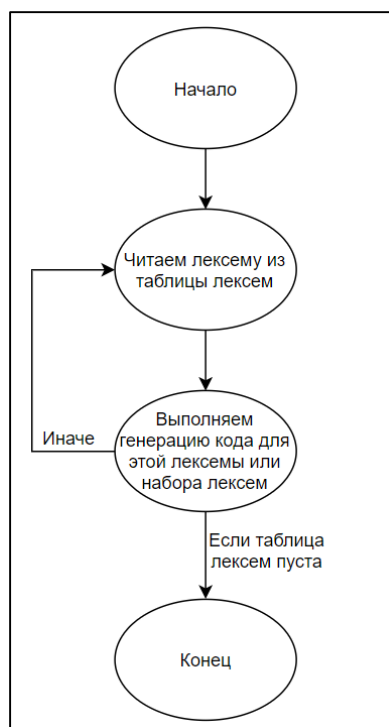 Начало
Читаем лексему из
таблицы лексем
Выполняем
генерацию кода для
этой лексемы или
набора лексем
Иначе
Если таблица
лексем пуста
Конец